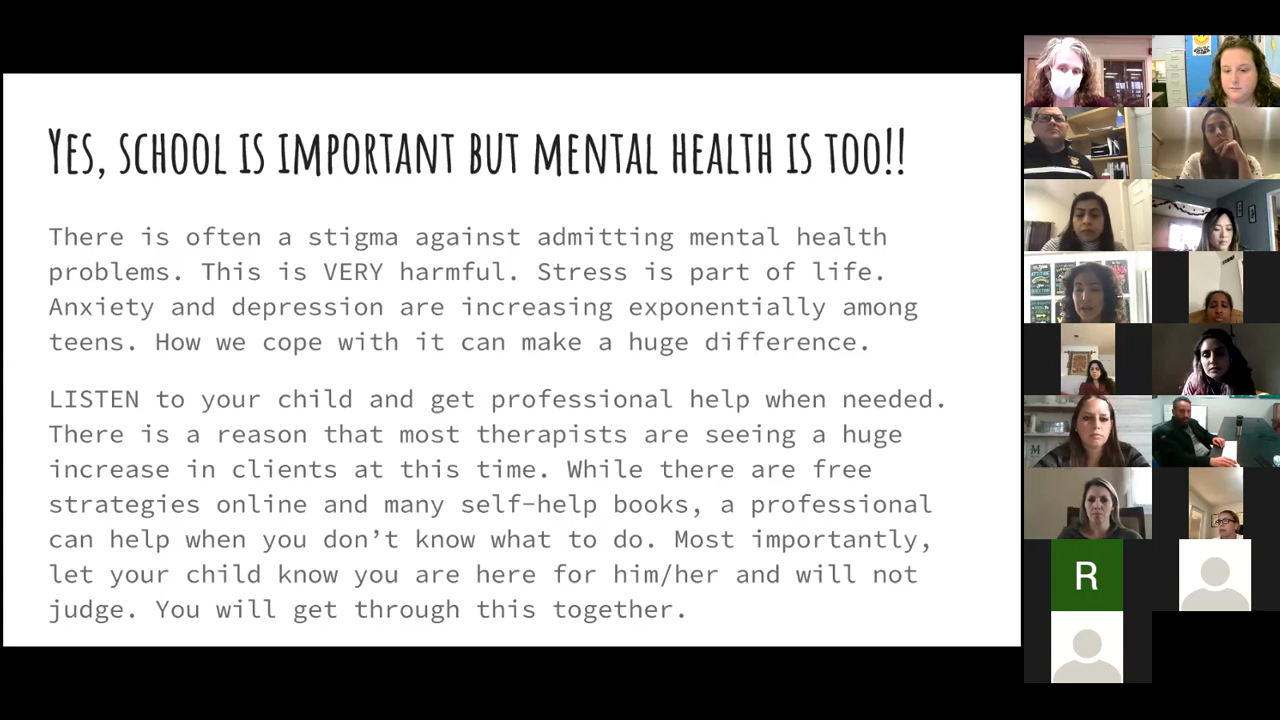 Yes, school is important but mental health is too!!
There is often a stigma against admitting mental health
problems. This is VERY harmful. Stress is part of life.
Anxiety and depression are increasing exponentially among
teens. How we cope with it can make a huge difference.
LISTEN to your child and get professional help when needed.
There is a reason that most therapists are seeing a huge
increase in clients at this time. While there are free
strategies online and many self-help books, a professional
can help when you don’t know what to do. Most importantly,
let your child know you are here for him/her and will not
judge. You will get through this together.
M
R